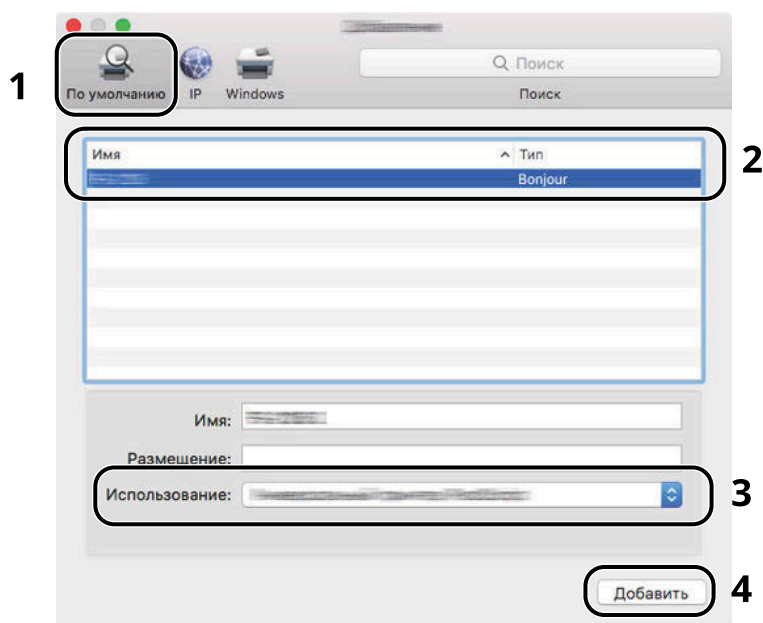 Поиск
1
По умолчанию IP Windows Поиск
Имя Тип
2
Bonjour
Имя:
Размещение:
Использование:
3
Добавить
4